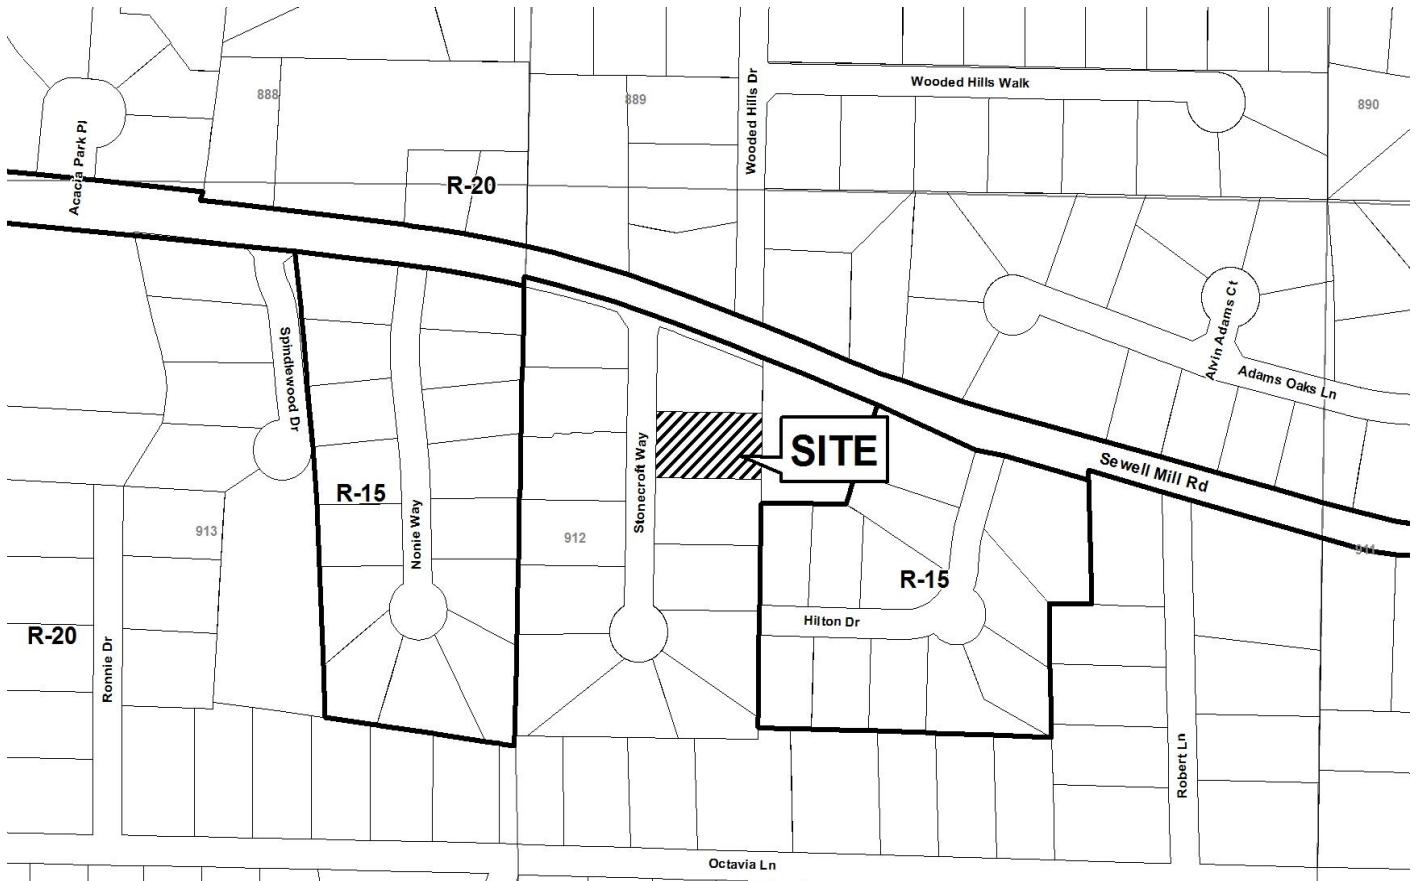 Wooded Hills Walk
888
889
890
Wooded Hills Dr
Acacia Park Pl
R-20
Alvin Adams Ct
Adams Oaks Ln
Spindlewood Dr
SITE
Sewell Mill Rd
Stonecroft Way
R-15
Nonie Way
913
912
911
R-15
Hilton Dr
R-20
Ronnie Dr
Robert Ln
Octavia Ln